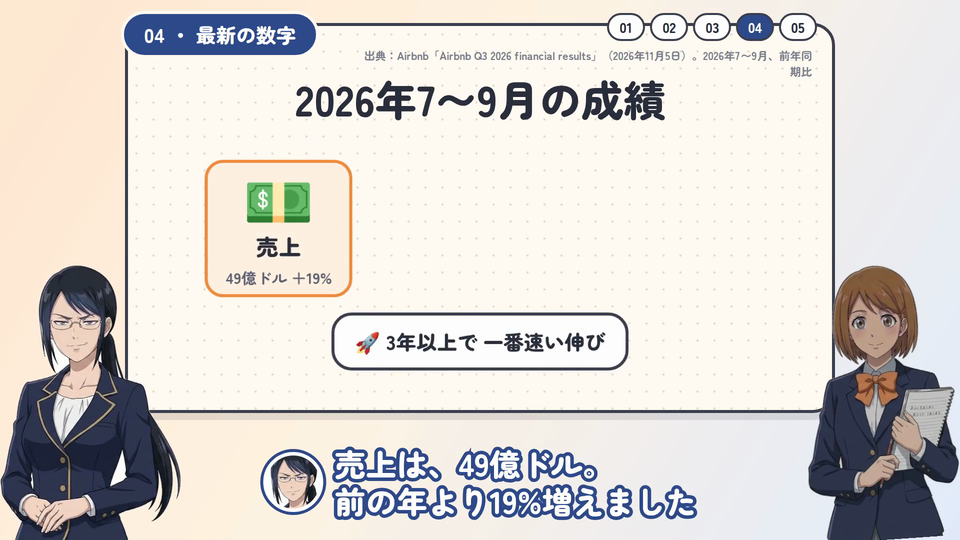 04 ・ 最新の数字
01 02 03 04 05
出典：Airbnb「Airbnb Q3 2026 financial results」（2026年11月5日）。2026年7〜9月、前年同
期比
2026年7〜9月の成績
売上
49億ドル ＋19%
3年以上で 一番速い伸び
売上は、49億ドル。
前の年より19%増えました